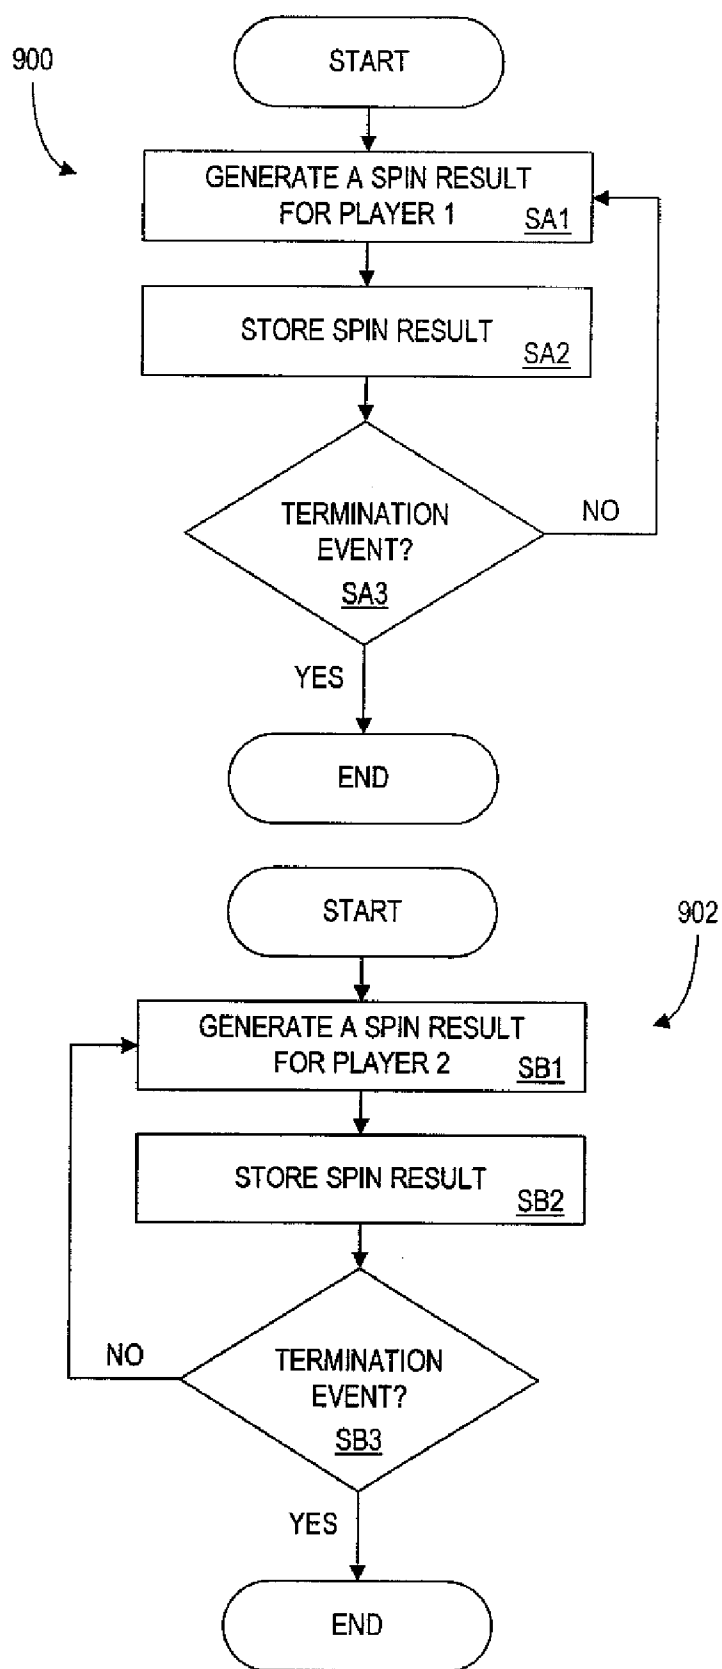 900
START
GENERATE A SPIN RESULT
FOR PLAYER 1
SA1
STORE SPIN RESULT
SA2
TERMINATION
EVENT?
SA3
NO
YES
END
START
902
GENERATE A SPIN RESULT
FOR PLAYER 2
SB1
STORE SPIN RESULT
SB2
NO
TERMINATION
EVENT?
SB3
YES
END